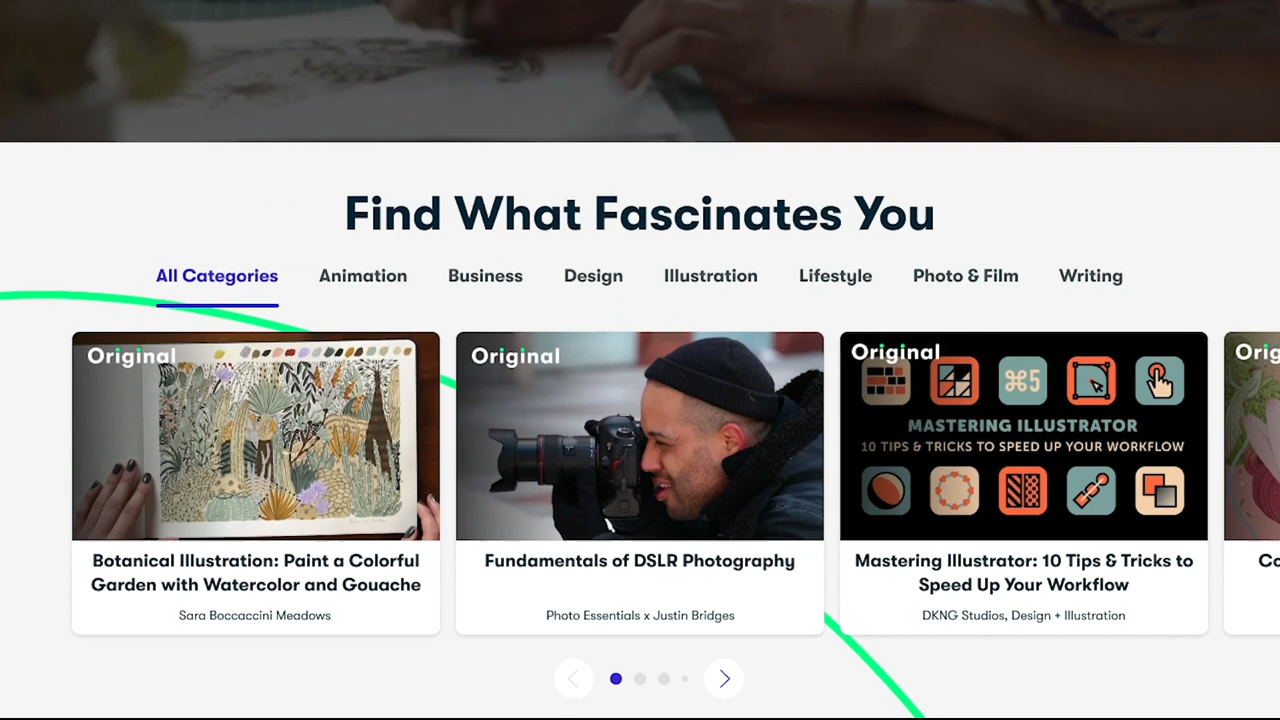 Find What Fascinates You
All Categories Animation Business Design Illustration Lifestyle Photo & Film Writing
Original
Botanical Illustration: Paint a Colorful
Garden with Watercolor and Gouache
Sara Boccaccini Meadows
Original
Fundamentals of DSLR Photography
Photo Essentials x Justin Bridges
Original
⌘5
MASTERING ILLUSTRATOR
10 TIPS & TRICKS TO SPEED UP YOUR WORKFLOW
Mastering Illustrator: 10 Tips & Tricks to
Speed Up Your Workflow
DKNG Studios, Design + Illustration